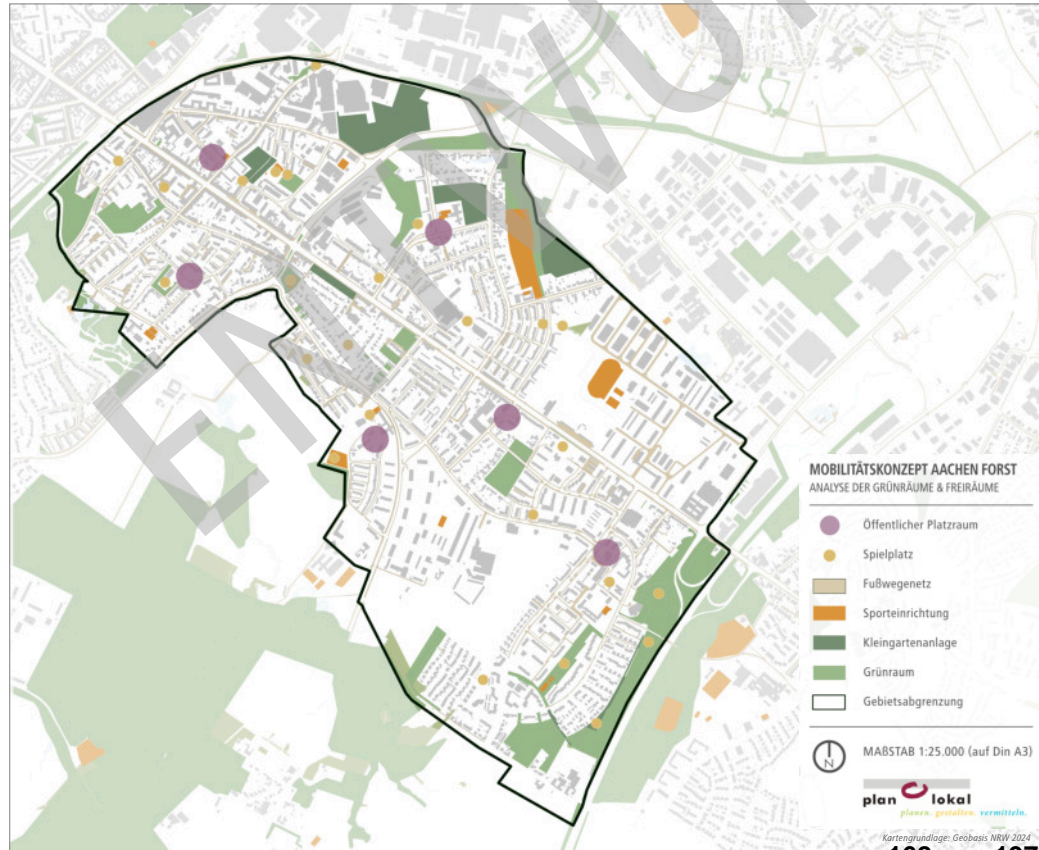 ENTWU
MOBILITÄTSKONZEPT AACHEN FORST
ANALYSE DER GRÜNRÄUME & FREIRÄUME
Öffentlicher Platzraum
Spielplatz
Fußwegenetz
Sporteinrichtung
Kleingartenanlage
Grünraum
Gebietsabgrenzung
N
MAßSTAB 1:25.000 (auf Din A3)
plan lokal
planen. gestalten. vermitteln.
Kartengrundlage: Geobasis NRW 2024